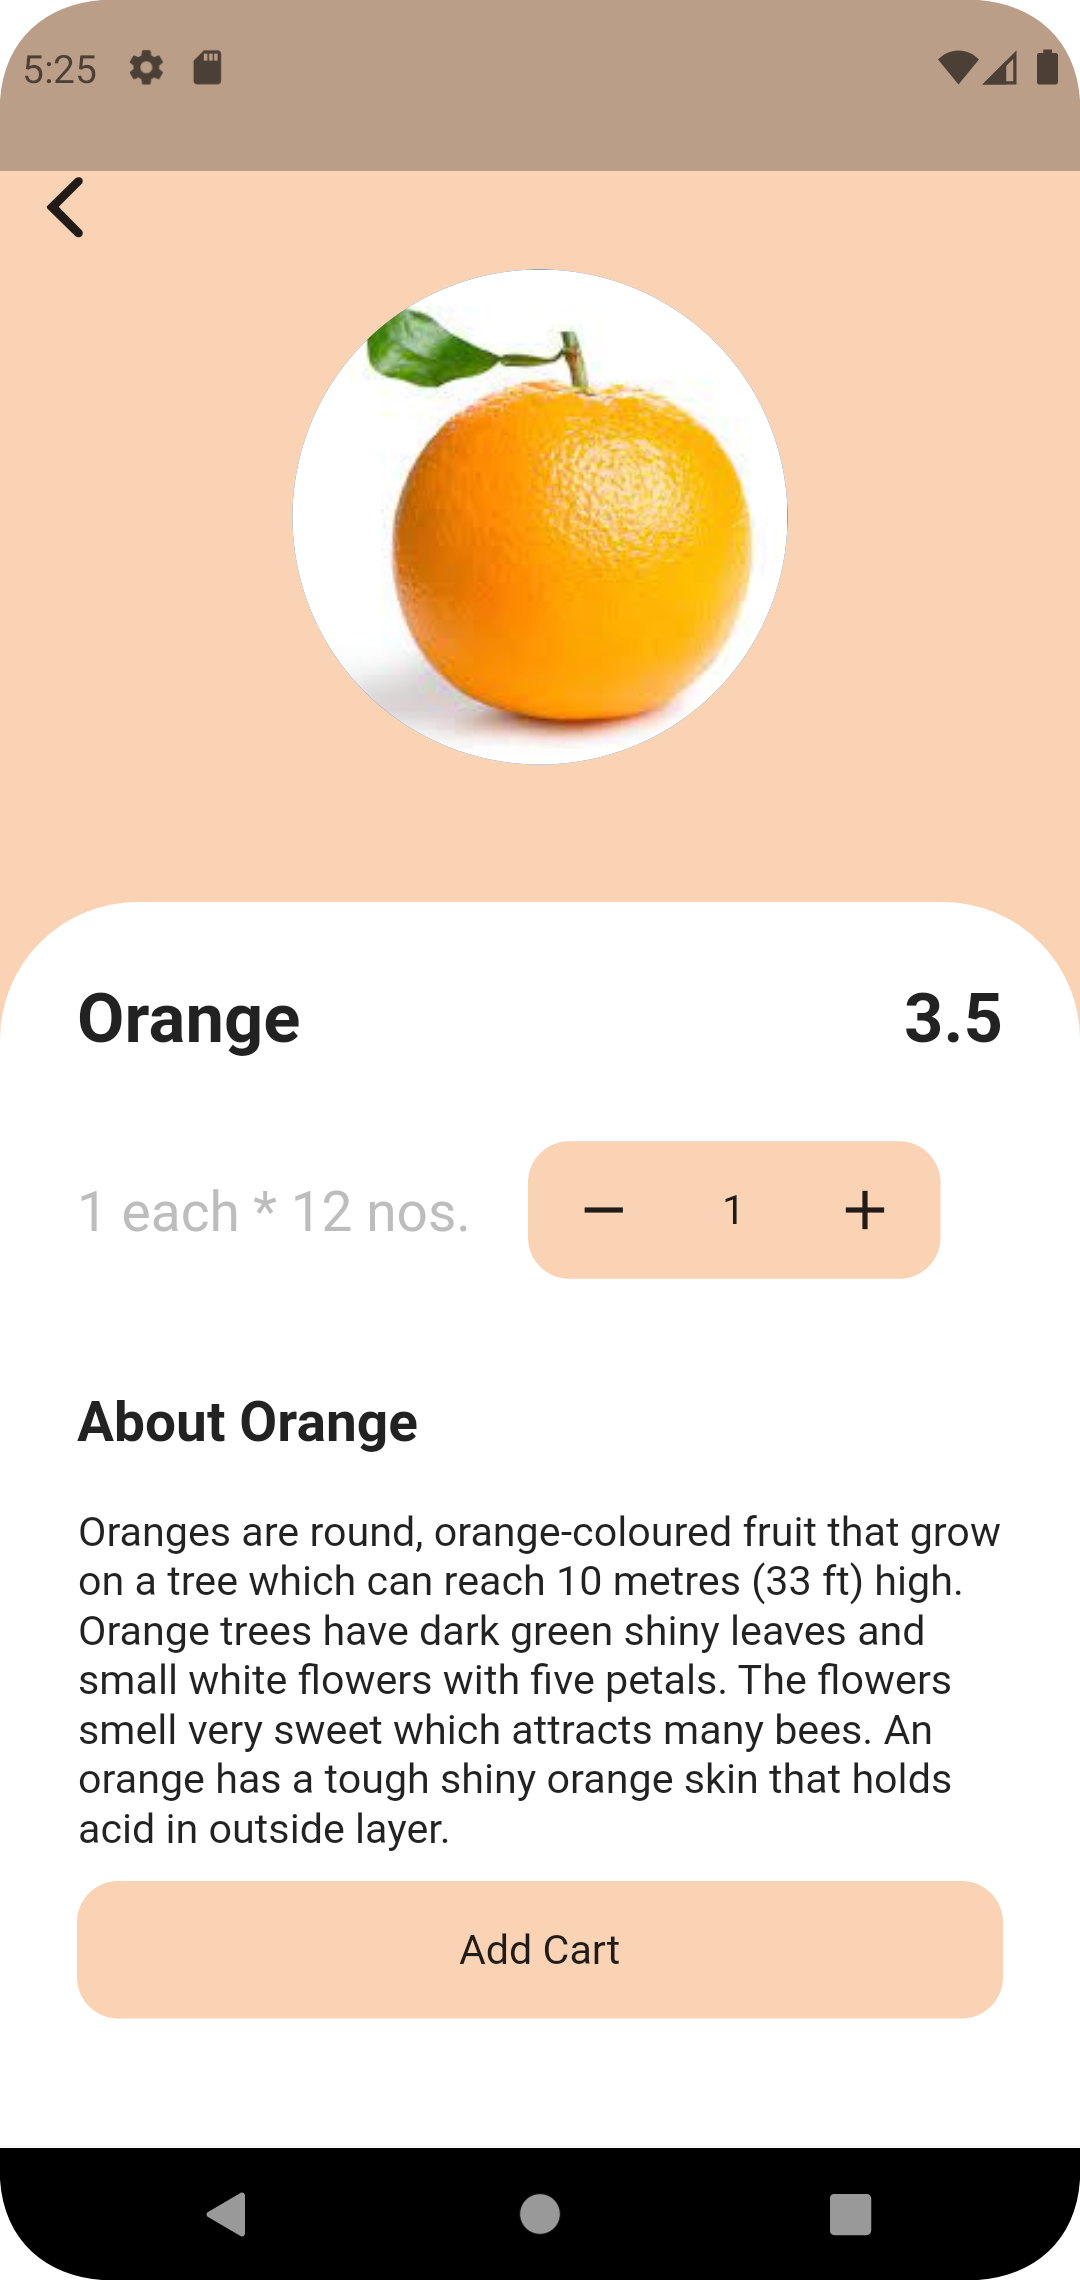 5:25
Orange
3.5
1 each * 12 nos.
1
About Orange
Oranges are round, orange-coloured fruit that grow
on a tree which can reach 10 metres (33 ft) high.
Orange trees have dark green shiny leaves and
small white flowers with five petals. The flowers
smell very sweet which attracts many bees. An
orange has a tough shiny orange skin that holds
acid in outside layer.
Add Cart